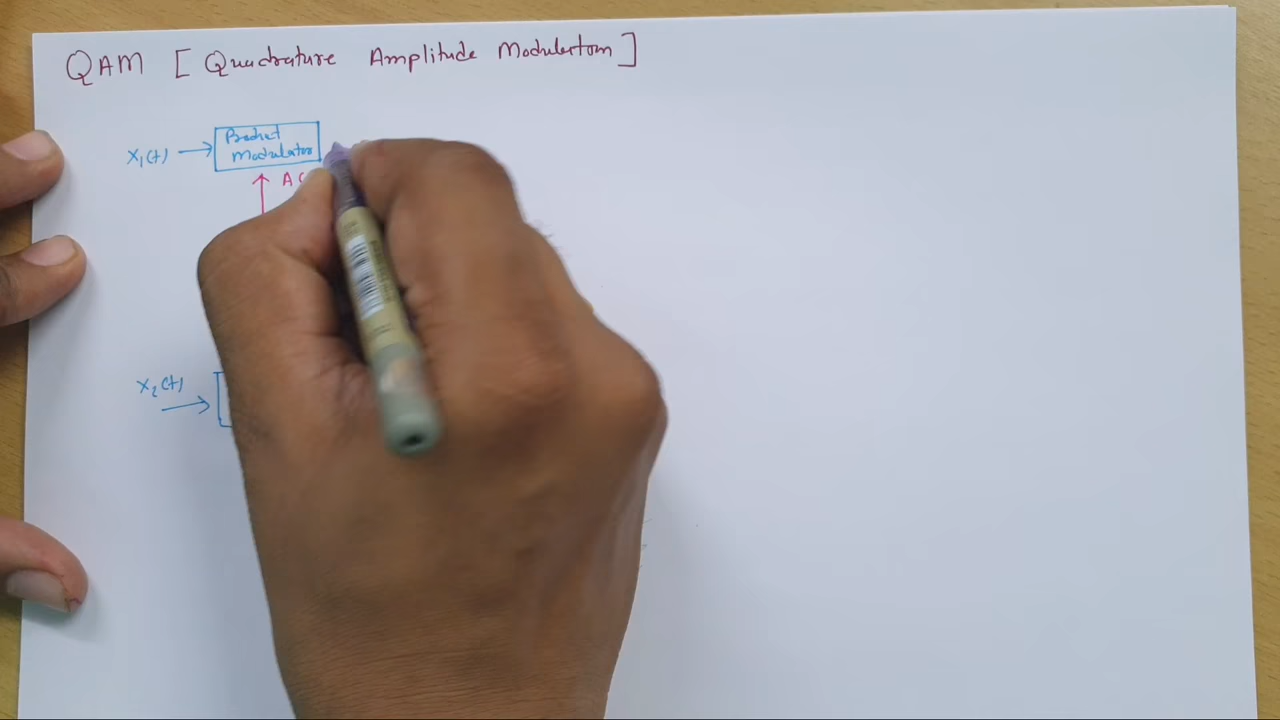 QAM [ Quadrature Amplitude Modulation ]
Product
x₁(t) → Modulator
A
x₂(t)